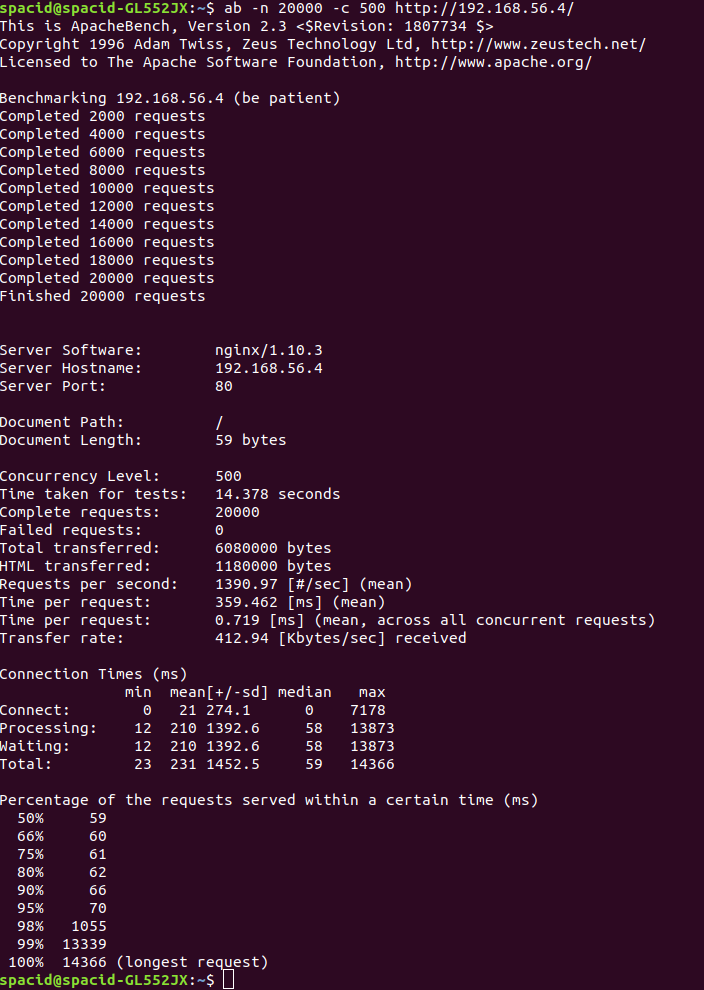 spacid@spacid-GL552JX:~$ ab -n 20000 -c 500 http://192.168.56.4/
This is ApacheBench, Version 2.3 <$Revision: 1807734 $>
Copyright 1996 Adam Twiss, Zeus Technology Ltd, http://www.zeustech.net/
Licensed to The Apache Software Foundation, http://www.apache.org/

Benchmarking 192.168.56.4 (be patient)
Completed 2000 requests
Completed 4000 requests
Completed 6000 requests
Completed 8000 requests
Completed 10000 requests
Completed 12000 requests
Completed 14000 requests
Completed 16000 requests
Completed 18000 requests
Completed 20000 requests
Finished 20000 requests


Server Software:        nginx/1.10.3
Server Hostname:        192.168.56.4
Server Port:            80

Document Path:          /
Document Length:        59 bytes

Concurrency Level:      500
Time taken for tests:   14.378 seconds
Complete requests:      20000
Failed requests:        0
Total transferred:      6080000 bytes
HTML transferred:       1180000 bytes
Requests per second:    1390.97 [#/sec] (mean)
Time per request:       359.462 [ms] (mean)
Time per request:       0.719 [ms] (mean, across all concurrent requests)
Transfer rate:          412.94 [Kbytes/sec] received

Connection Times (ms)
              min  mean[+/-sd] median   max
Connect:        0   21 274.1      0    7178
Processing:    12  210 1392.6     58   13873
Waiting:       12  210 1392.6     58   13873
Total:         23  231 1452.5     59   14366

Percentage of the requests served within a certain time (ms)
  50%     59
  66%     60
  75%     61
  80%     62
  90%     66
  95%     70
  98%   1055
  99%  13339
 100%  14366 (longest request)
spacid@spacid-GL552JX:~$